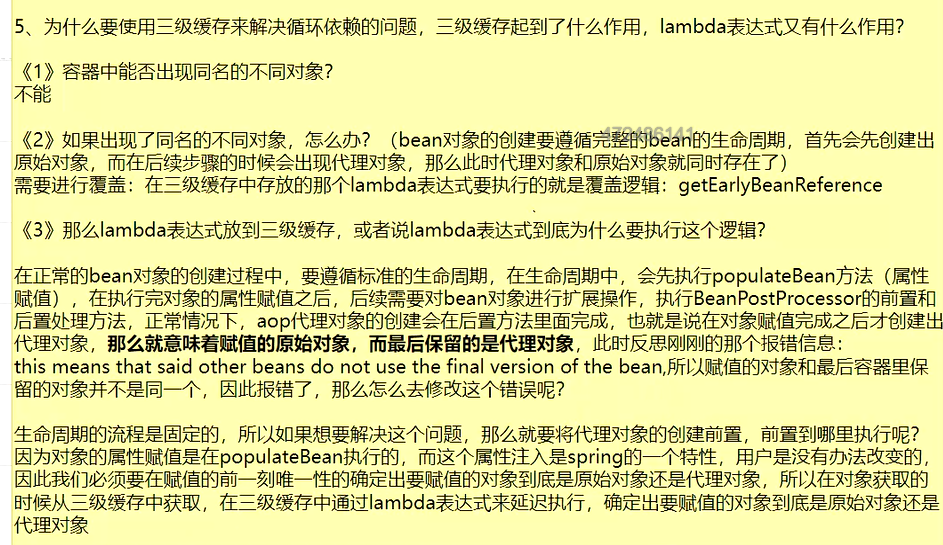 5、为什么要使用三级缓存来解决循环依赖的问题，三级缓存起到了什么作用，lambda表达式又有什么作用？
《1》容器中能否出现同名的不同对象？
不能
《2》如果出现了同名的不同对象，怎么办？（bean对象的创建要遵循完整的bean的生命周期，首先会先创建出
原始对象，而在后续步骤的时候会出现代理对象，那么此时代理对象和原始对象就同时存在了）
需要进行覆盖：在三级缓存中存放的那个lambda表达式要执行的就是覆盖逻辑：getEarlyBeanReference
《3》那么lambda表达式放到三级缓存，或者说lambda表达式到底为什么要执行这个逻辑？
在正常的bean对象的创建过程中，要遵循标准的生命周期，在生命周期中，会先执行populateBean方法（属性
赋值），在执行完对象的属性赋值之后，后续需要对bean对象进行扩展操作，执行BeanPostProcessor的前置和
后置处理方法，正常情况下，aop代理对象的创建会在后置方法里面完成，也就是说在对象赋值完成之后才创建出
代理对象，那么就意味着赋值的原始对象，而最后保留的是代理对象，此时反思刚刚的那个报错信息：
this means that said other beans do not use the final version of the bean,所以赋值的对象和最后容器里保
留的对象并不是同一个，因此报错了，那么怎么去修改这个错误呢？
生命周期的流程是固定的，所以如果想要解决这个问题，那么就要将代理对象的创建前置，前置到哪里执行呢？
因为对象的属性赋值是在populateBean执行的，而这个属性注入是spring的一个特性，用户是没有办法改变的，
因此我们必须要在赋值的前一刻唯一性的确定出要赋值的对象到底是原始对象还是代理对象，所以在对象获取的
时候从三级缓存中获取，在三级缓存中通过lambda表达式来延迟执行，确定出要赋值的对象到底是原始对象还是
代理对象